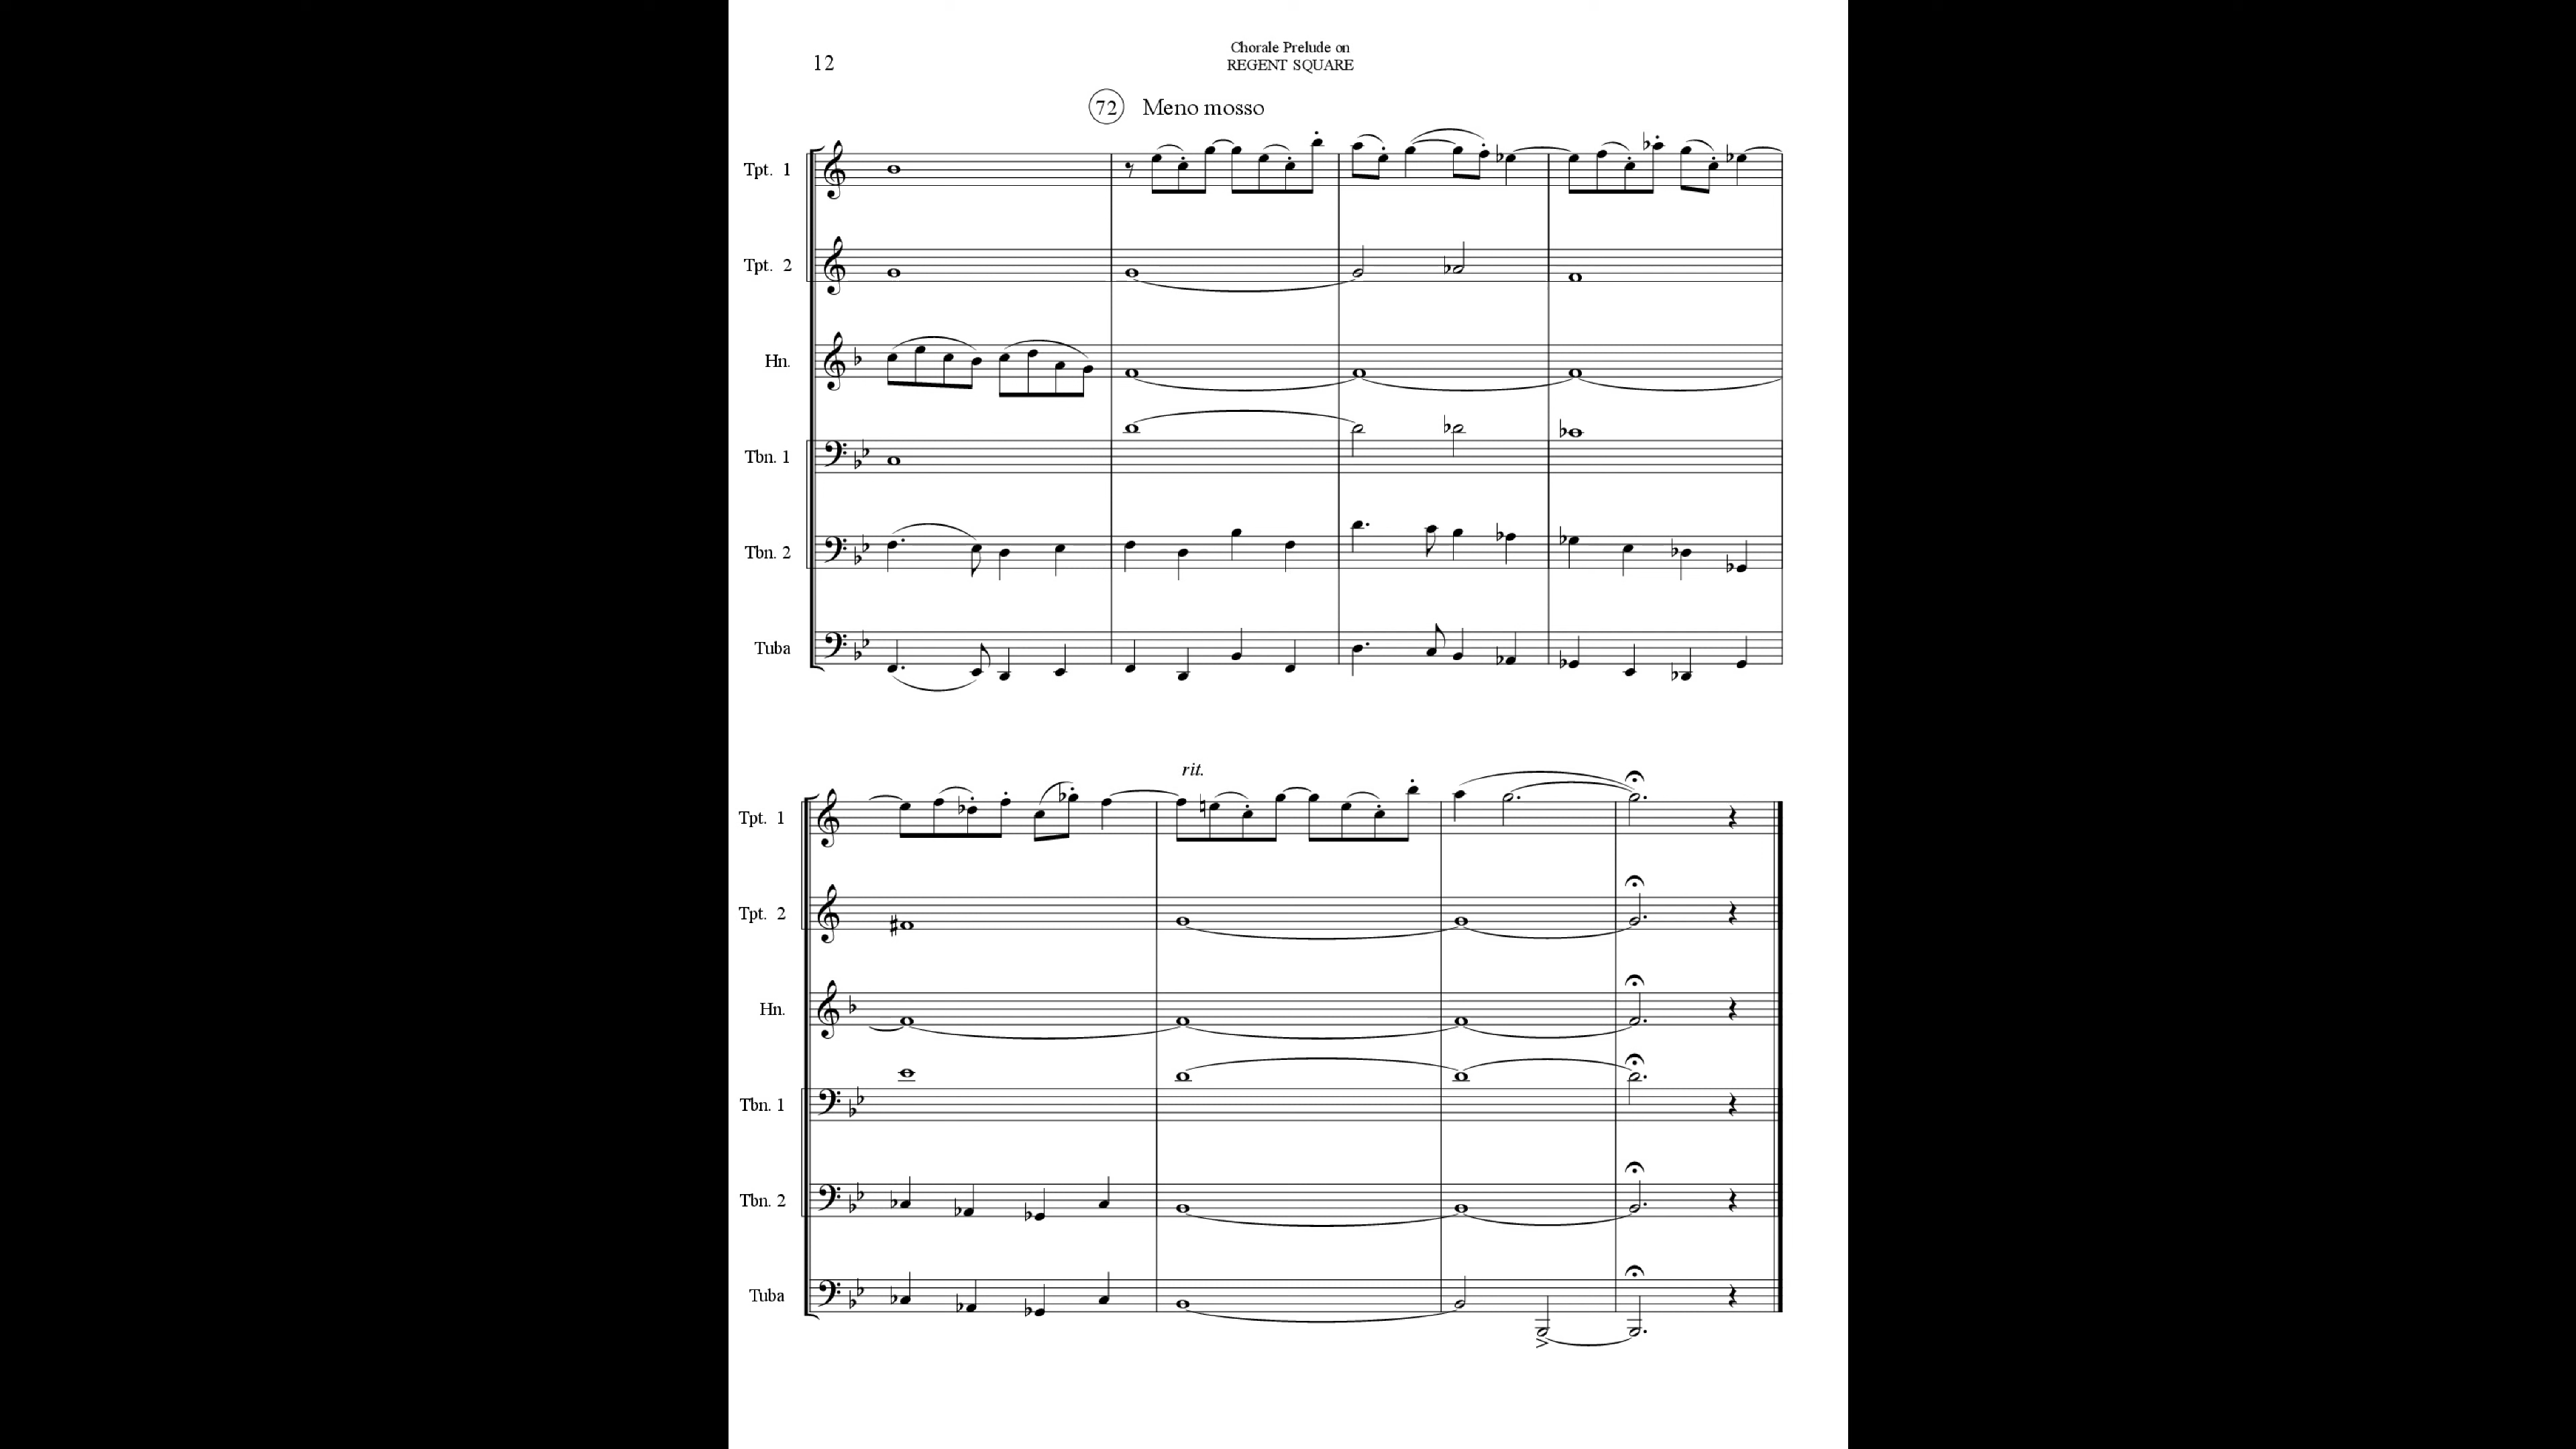 12
Chorale Prelude on
REGENT SQUARE
72 Meno mosso
Tpt. 1
Tpt. 2
Hn.
Tbn. 1
Tbn. 2
Tuba
rit.
Tpt. 1
Tpt. 2
Hn.
Tbn. 1
Tbn. 2
Tuba